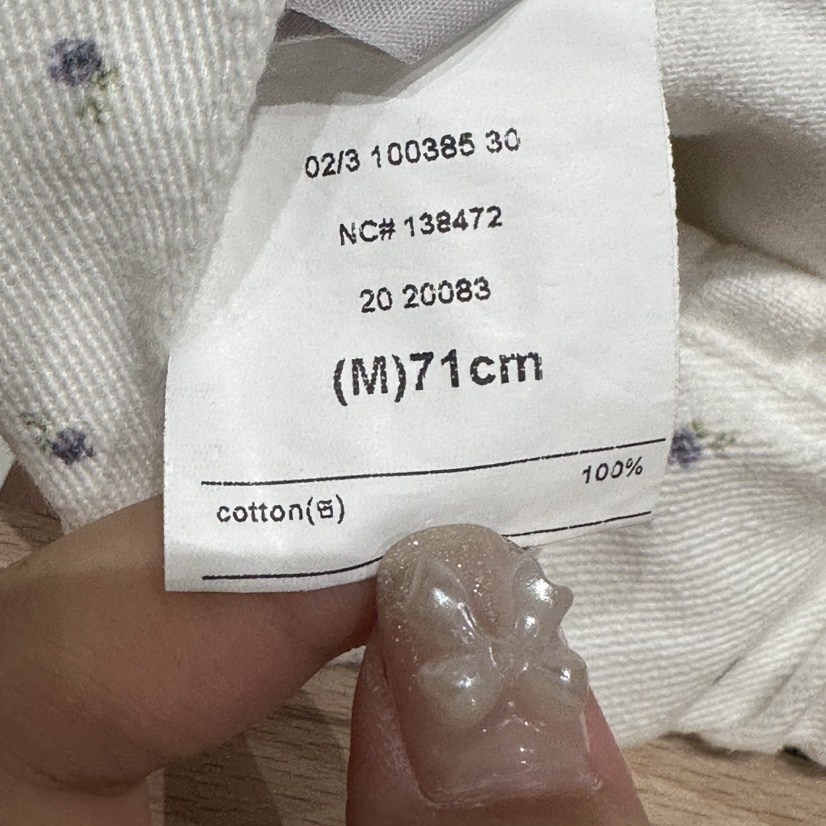 02/3 100385 30
NC# 138472
20 20083
(M)71cm
100%
cotton(면)